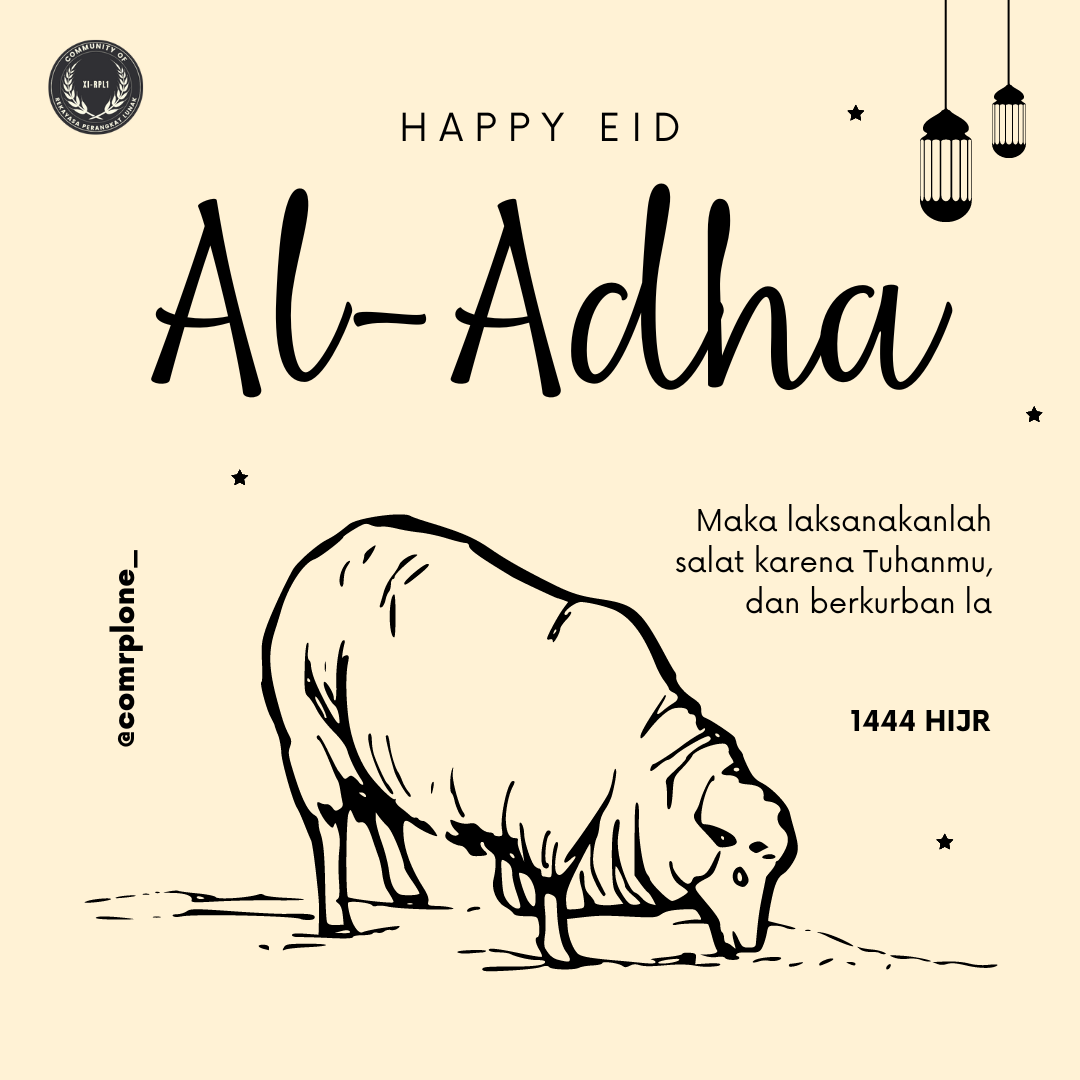 COMMUNITY OF
XI-RPL1
REKAYASA PERANGKAT LUNAK
HAPPY EID
Al-Adha
Maka laksanakanlah
salat karena Tuhanmu,
dan berkurban la
@comrplone_
1444 HIJR